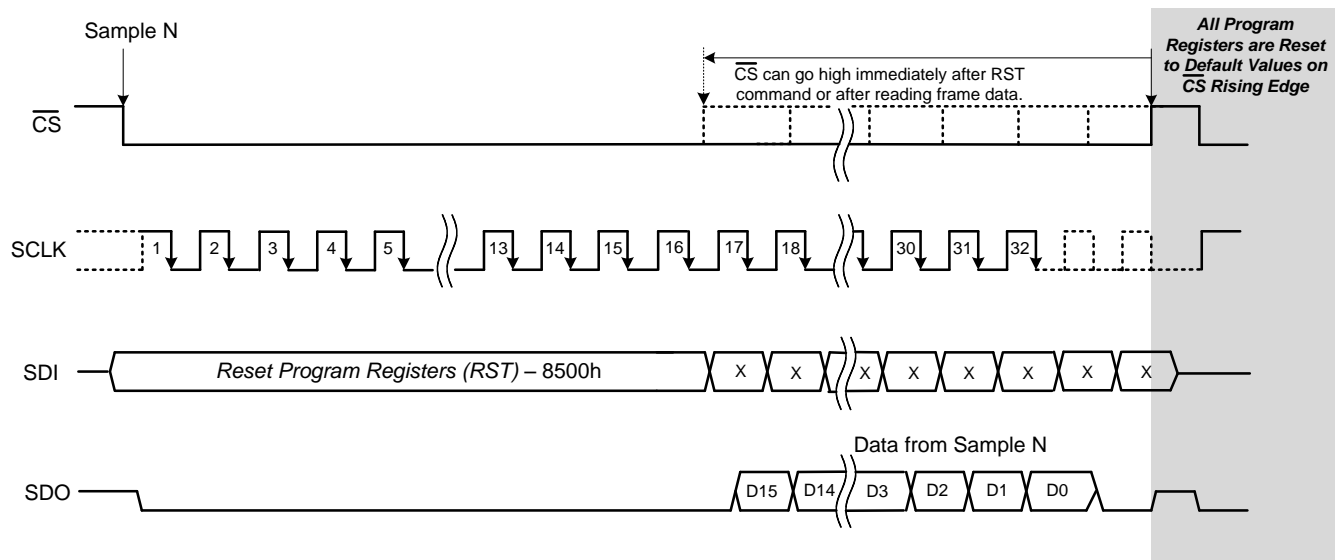 Sample N
All Program
Registers are Reset
to Default Values on
CS Rising Edge
CS can go high immediately after RST
command or after reading frame data.
CS
SCLK
1 2 3 4 5 13 14 15 16 17 18 30 31 32
SDI
Reset Program Registers (RST) – 8500h
X X X X X X X X
Data from Sample N
SDO
D15 D14 D3 D2 D1 D0